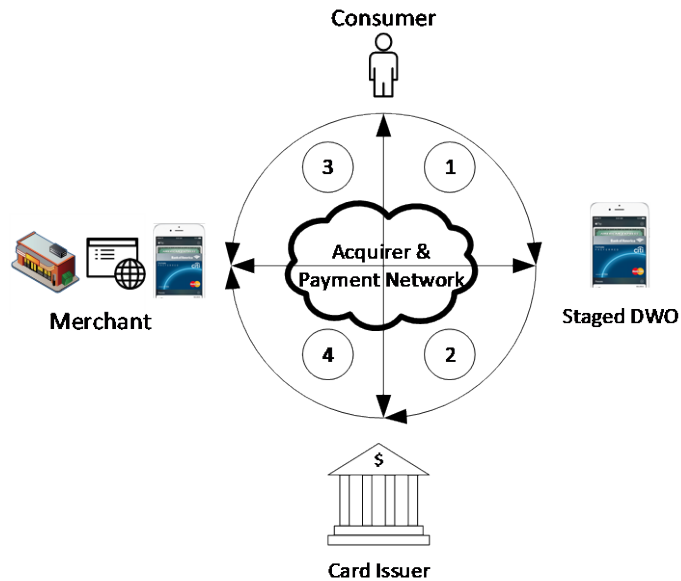 Consumer
3
1
Acquirer &
Payment Network
Merchant
Staged DWO
4
2
$
Card Issuer